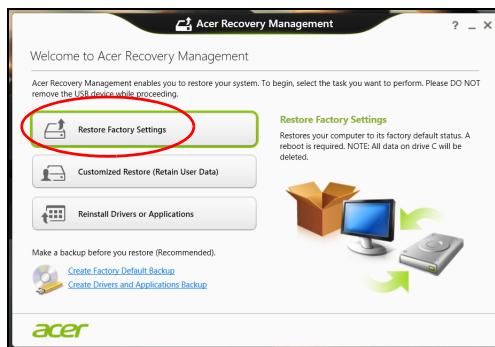 Acer Recovery Management
? _ X
Welcome to Acer Recovery Management
Acer Recovery Management enables you to restore your system. To begin, select the task you want to perform. Please DO NOT
remove the USB device while proceeding.
Restore Factory Settings
Customized Restore (Retain User Data)
Reinstall Drivers or Applications
Restore Factory Settings
Restores your computer to its factory default status. A
reboot is required. NOTE: All data on drive C will be
deleted.
Make a backup before you restore (Recommended).
Create Factory Default Backup
Create Drivers and Applications Backup
acer